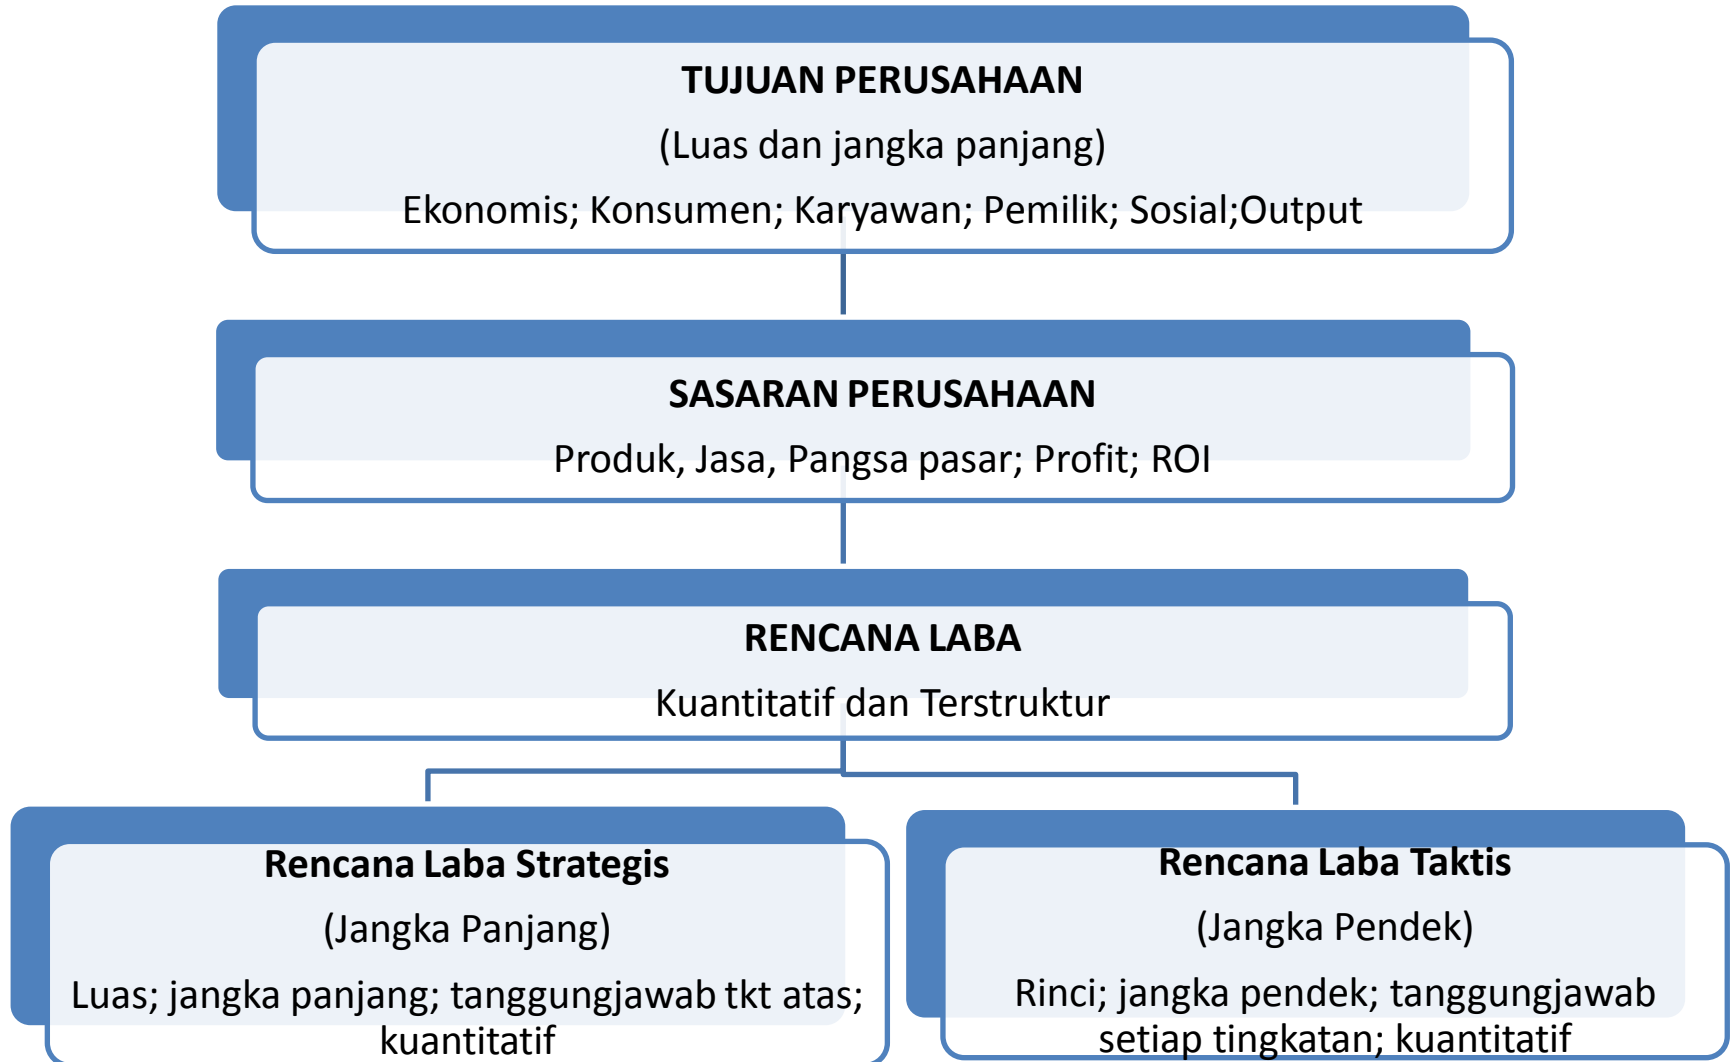 TUJUAN PERUSAHAAN
(Luas dan jangka panjang)
Ekonomis; Konsumen; Karyawan; Pemilik; Sosial;Output
SASARAN PERUSAHAAN
Produk, Jasa, Pangsa pasar; Profit; ROI
RENCANA LABA
Kuantitatif dan Terstruktur
Rencana Laba Strategis
(Jangka Panjang)
Luas; jangka panjang; tanggungjawab tkt atas;
kuantitatif
Rencana Laba Taktis
(Jangka Pendek)
Rinci; jangka pendek; tanggungjawab
setiap tingkatan; kuantitatif